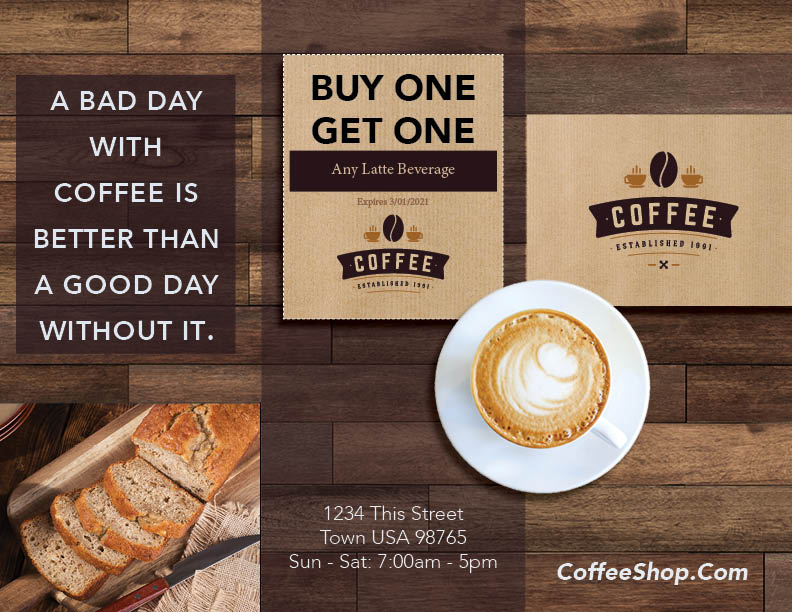 A BAD DAY
WITH
COFFEE IS
BETTER THAN
A GOOD DAY
WITHOUT IT.
BUY ONE
GET ONE
Any Latte Beverage
Expires 3/01/2021
COFFEE
· ESTABLISHED 1991 ·
COFFEE
· ESTABLISHED 1991 ·
1234 This Street
Town USA 98765
Sun - Sat: 7:00am - 5pm
CoffeeShop.Com